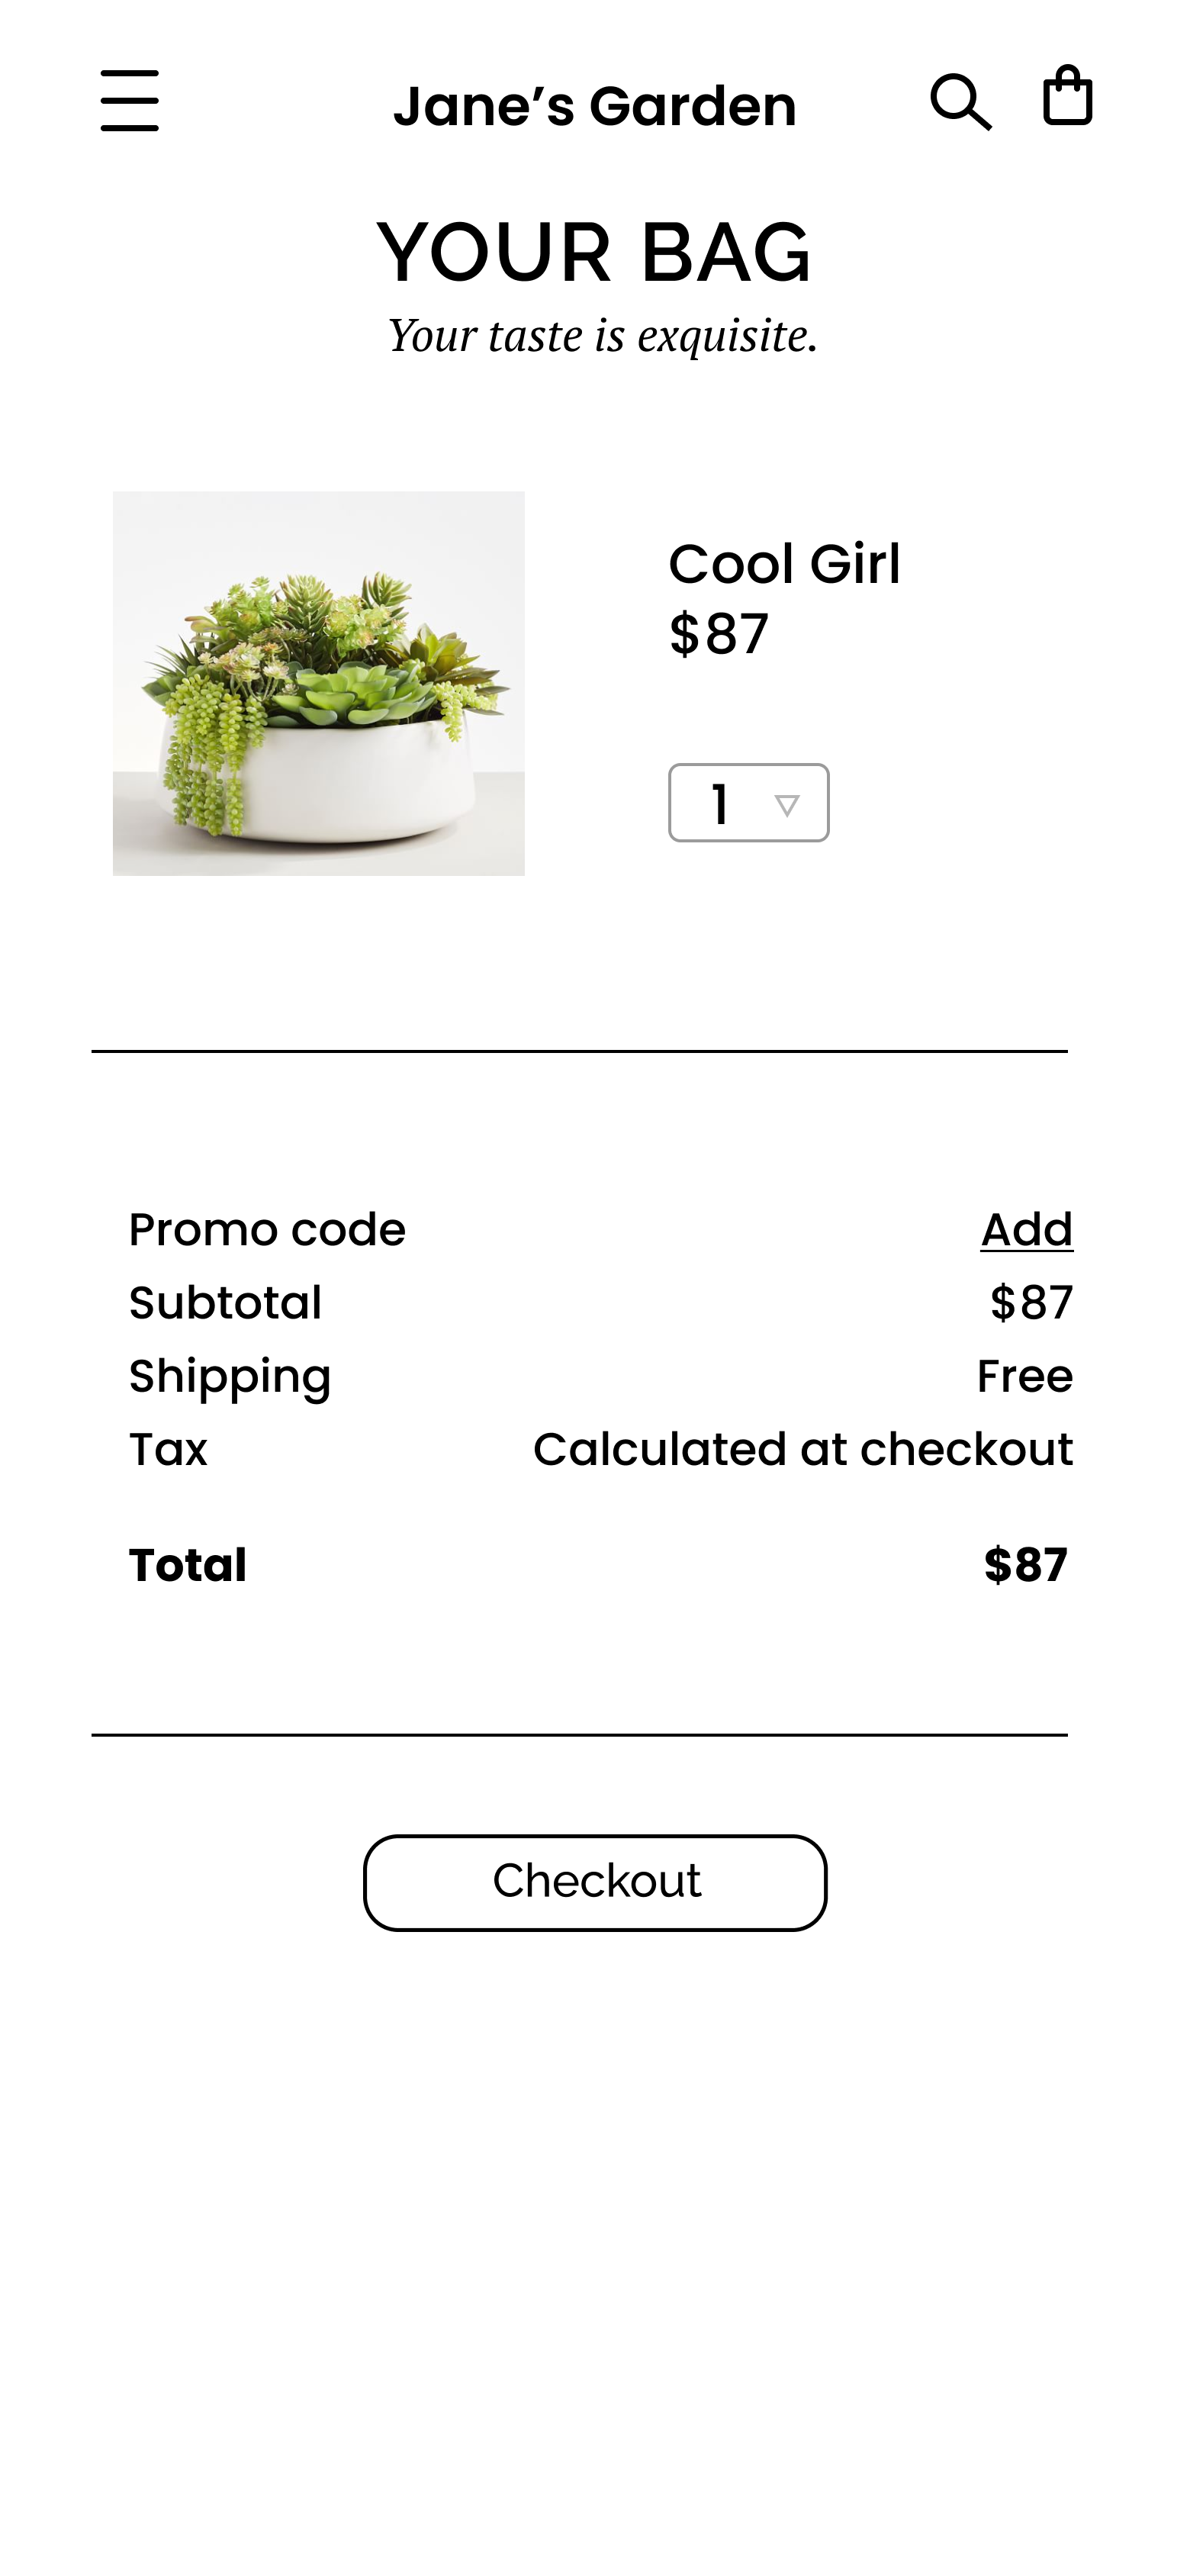 Jane’s Garden
YOUR BAG
Your taste is exquisite.
Cool Girl
$87
1
Promo code Add
Subtotal $87
Shipping Free
Tax Calculated at checkout
Total $87
Checkout